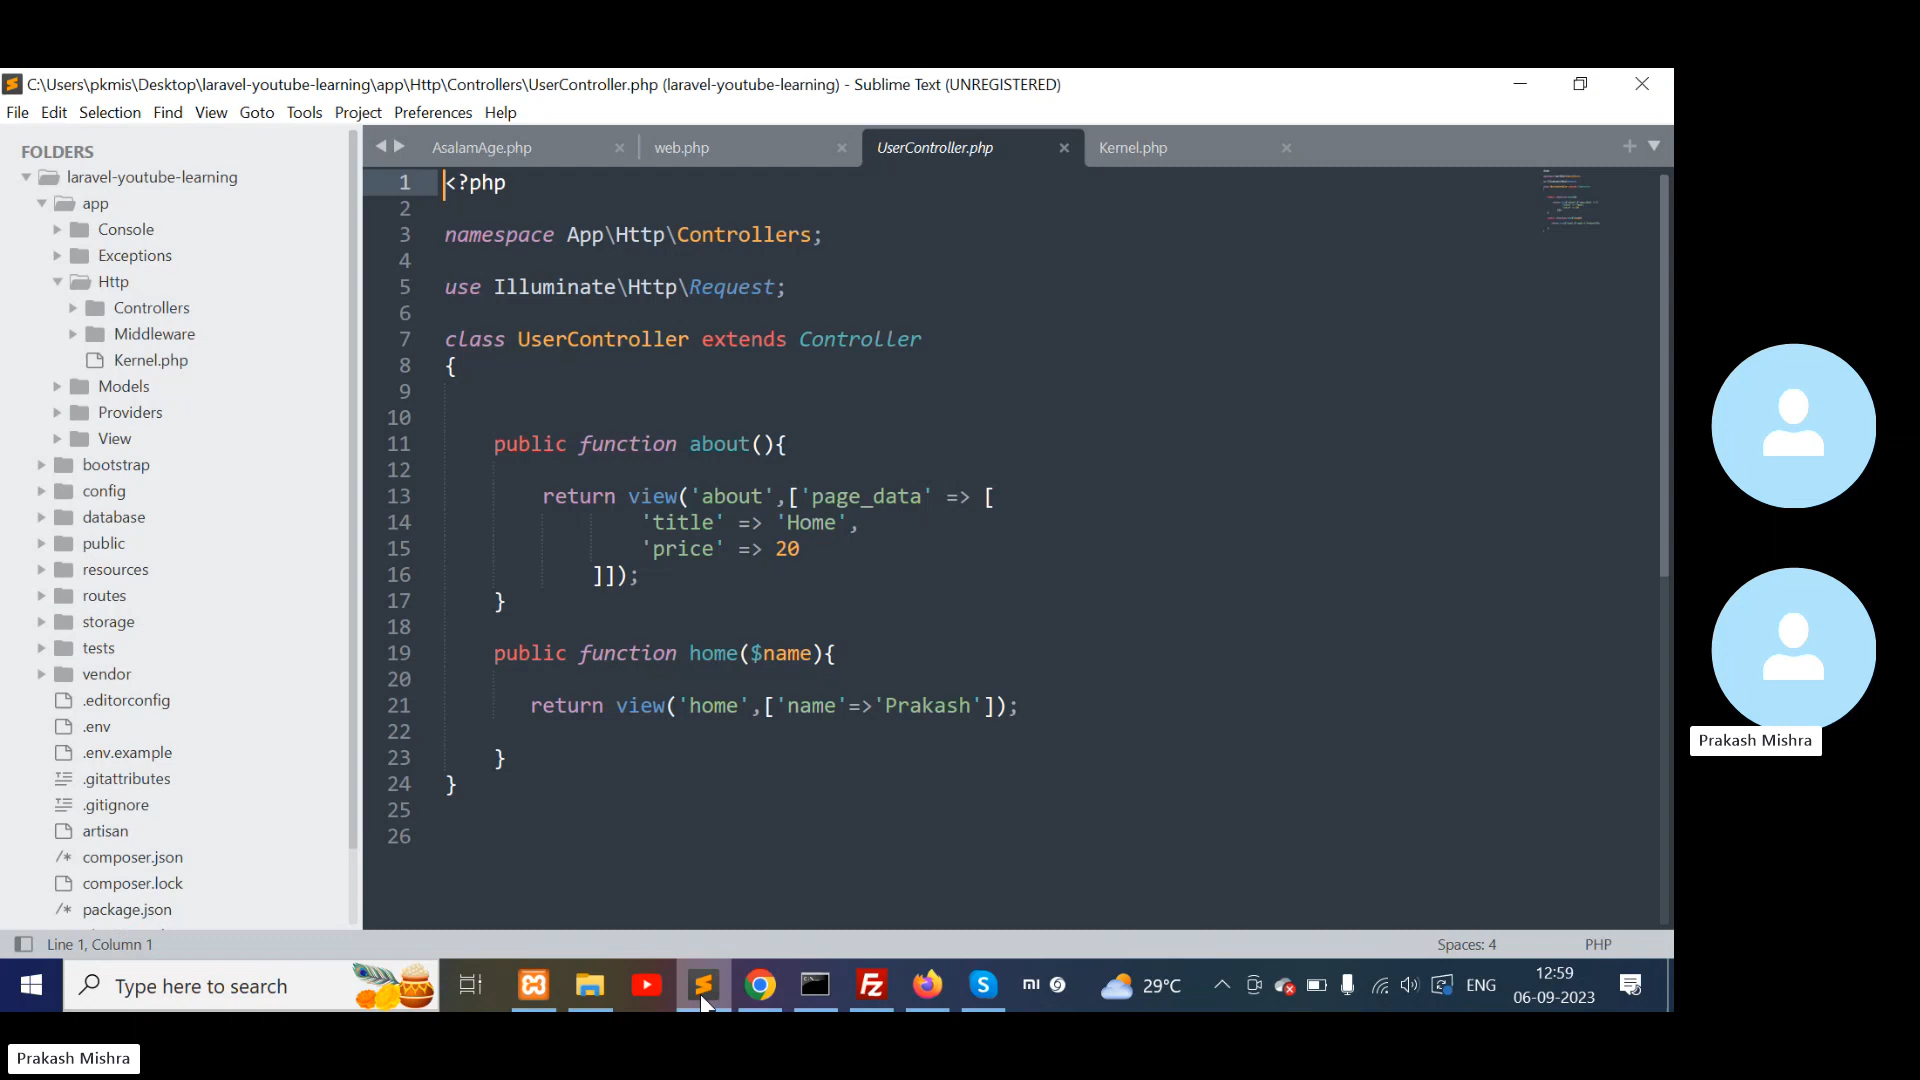 C:\Users\pkmis\Desktop\laravel-youtube-learning\app\Http\Controllers\UserController.php (laravel-youtube-learning) - Sublime Text (UNREGISTERED)
File Edit Selection Find View Goto Tools Project Preferences Help
FOLDERS
laravel-youtube-learning
app
Console
Exceptions
Http
Controllers
Middleware
Kernel.php
Models
Providers
View
bootstrap
config
database
public
resources
routes
storage
tests
vendor
.editorconfig
.env
.env.example
.gitattributes
.gitignore
artisan
/* composer.json
composer.lock
/* package.json
AsalamAge.php web.php UserController.php Kernel.php
1 <?php
2
3 namespace App\Http\Controllers;
4
5 use Illuminate\Http\Request;
6
7 class UserController extends Controller
8 {
9
10
11 public function about(){
12
13 return view('about',['page_data' => [
14 'title' => 'Home',
15 'price' => 20
16 ]]);
17 }
18
19 public function home($name){
20
21 return view('home',['name'=>'Prakash']);
22
23 }
24 }
25
26
Line 1, Column 1 Spaces: 4 PHP
Type here to search
29°C
ENG
12:59
06-09-2023
Prakash Mishra
Prakash Mishra